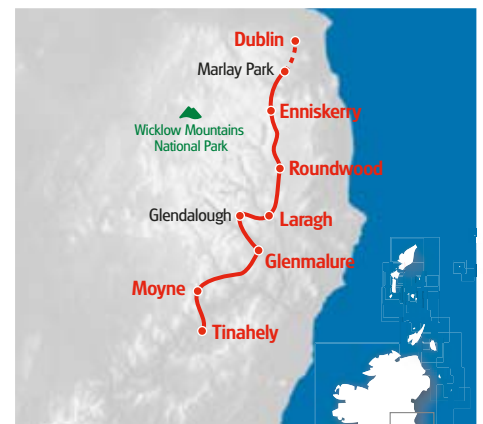 Dublin
Marlay Park
Enniskerry
Wicklow Mountains
National Park
Roundwood
Glendalough
Laragh
Glenmalure
Moyne
Tinahely